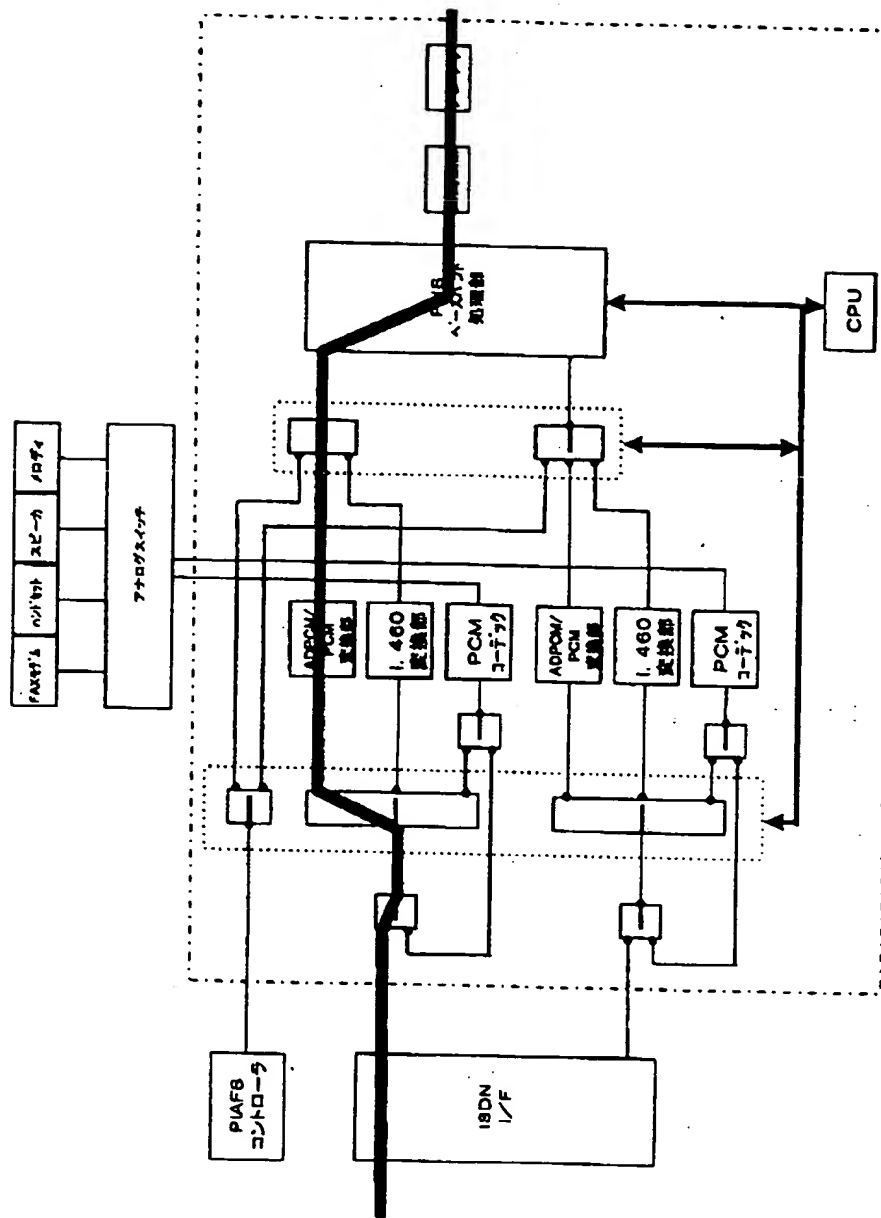 FAXモデム
ハンドセット
スピーカ
メロディ
アナログスイッチ
ベースバンド
処理部
CPU
ADPCM/
PCM
変換部
I. 460
変換部
PCM
コーデック
ADPCM/
PCM
変換部
I. 460
変換部
PCM
コーデック
PIAFS
コントローラ
ISDN
I/F